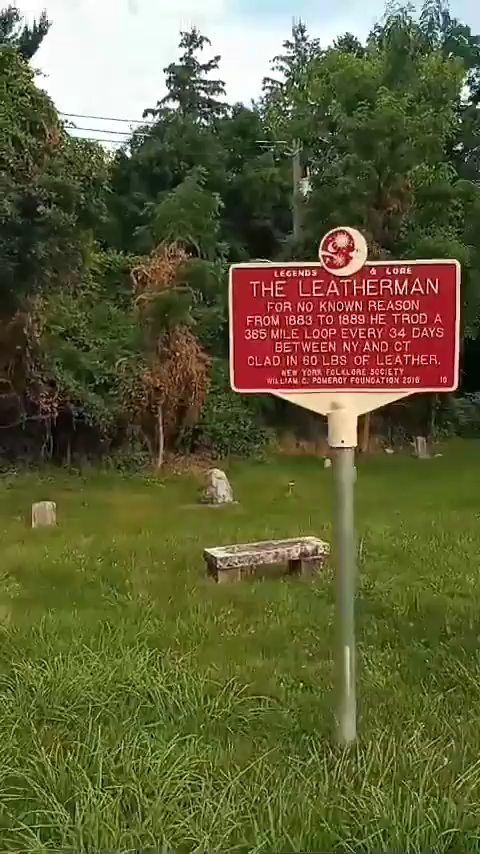 LEGENDS & LORE
THE LEATHERMAN
FOR NO KNOWN REASON
FROM 1883 TO 1889 HE TROD A
365 MILE LOOP EVERY 34 DAYS
BETWEEN NY AND CT
CLAD IN 60 LBS OF LEATHER.
NEW YORK FOLKLORE SOCIETY
WILLIAM G. POMEROY FOUNDATION 2016 10